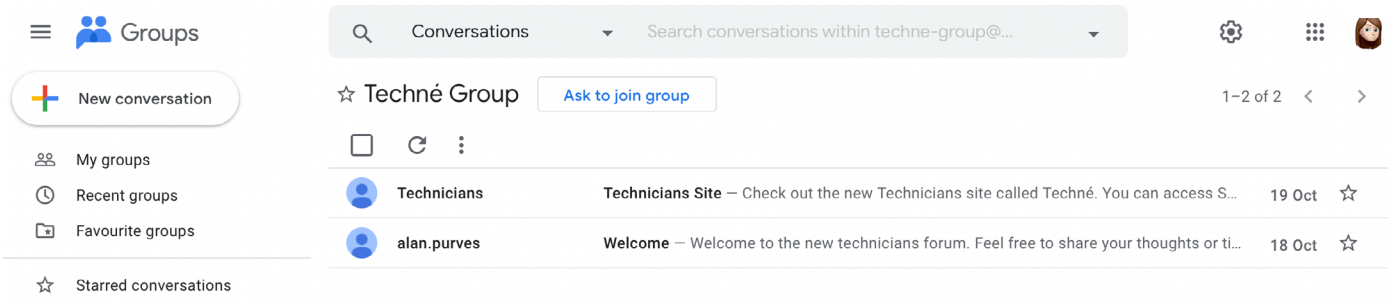 Groups
Conversations
Search conversations within techne-group@...
New conversation
Techné Group
Ask to join group
1–2 of 2
My groups
Recent groups
Favourite groups
Starred conversations
Technicians Technicians Site – Check out the new Technicians site called Techné. You can access S... 19 Oct
alan.purves Welcome – Welcome to the new technicians forum. Feel free to share your thoughts or ti... 18 Oct